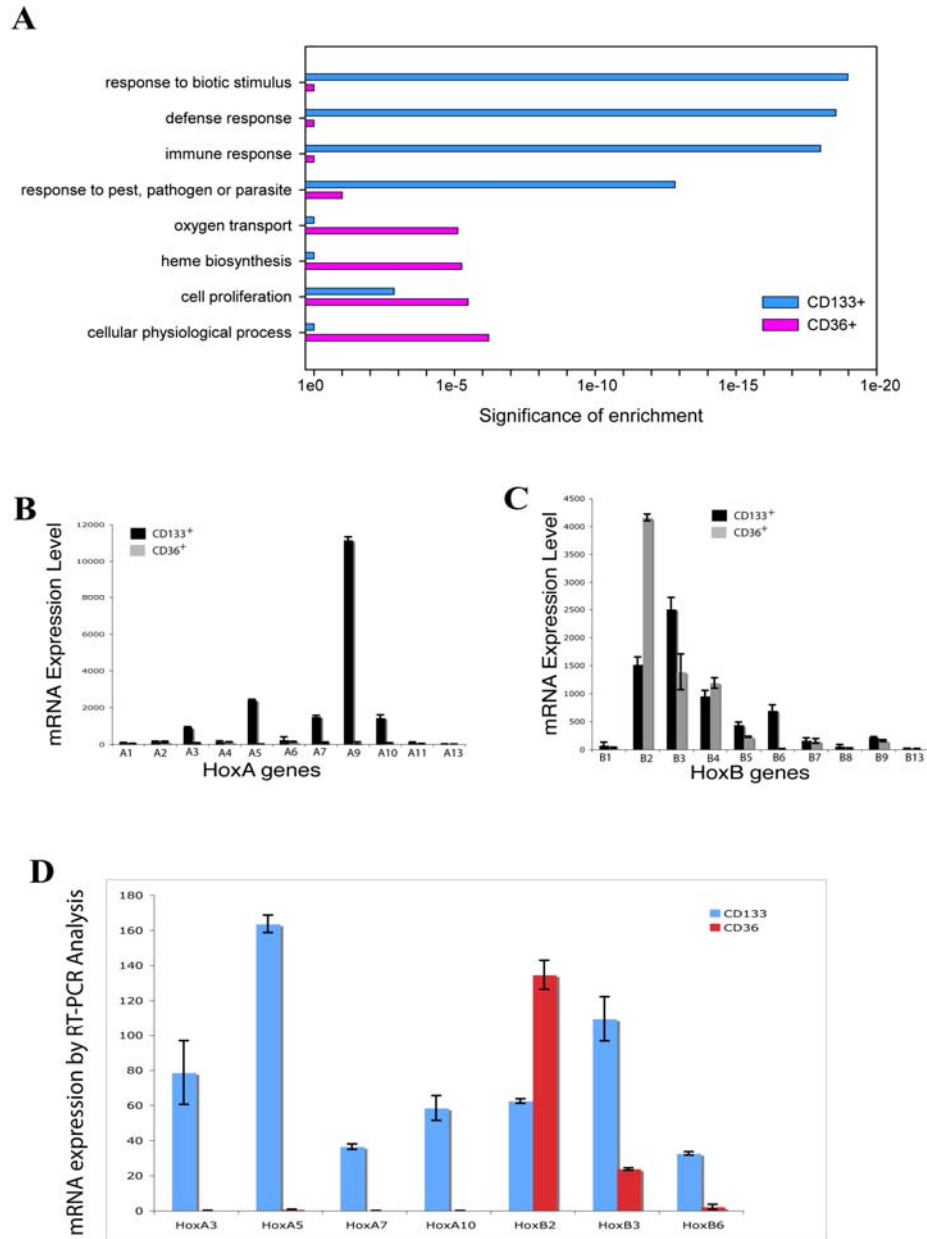 A
response to biotic stimulus
defense response
immune response
response to pest, pathogen or parasite
oxygen transport
heme biosynthesis
cell proliferation
cellular physiological process
CD133+
CD36+
1e0 1e-5 1e-10 1e-15 1e-20
Significance of enrichment
B
mRNA Expression Level
12000
10000
8000
6000
4000
2000
0
CD133+
CD36+
A1 A2 A3 A4 A5 A6 A7 A9 A10 A11 A13
HoxA genes
C
mRNA Expression Level
4500
4000
3500
3000
2500
2000
1500
1000
500
0
CD133+
CD36+
B1 B2 B3 B4 B5 B6 B7 B8 B9 B13
HoxB genes
D
mRNA expression by RT-PCR Analysis
180
160
140
120
100
80
60
40
20
0
CD133
CD36
HoxA3 HoxA5 HoxA7 HoxA10 HoxB2 HoxB3 HoxB6